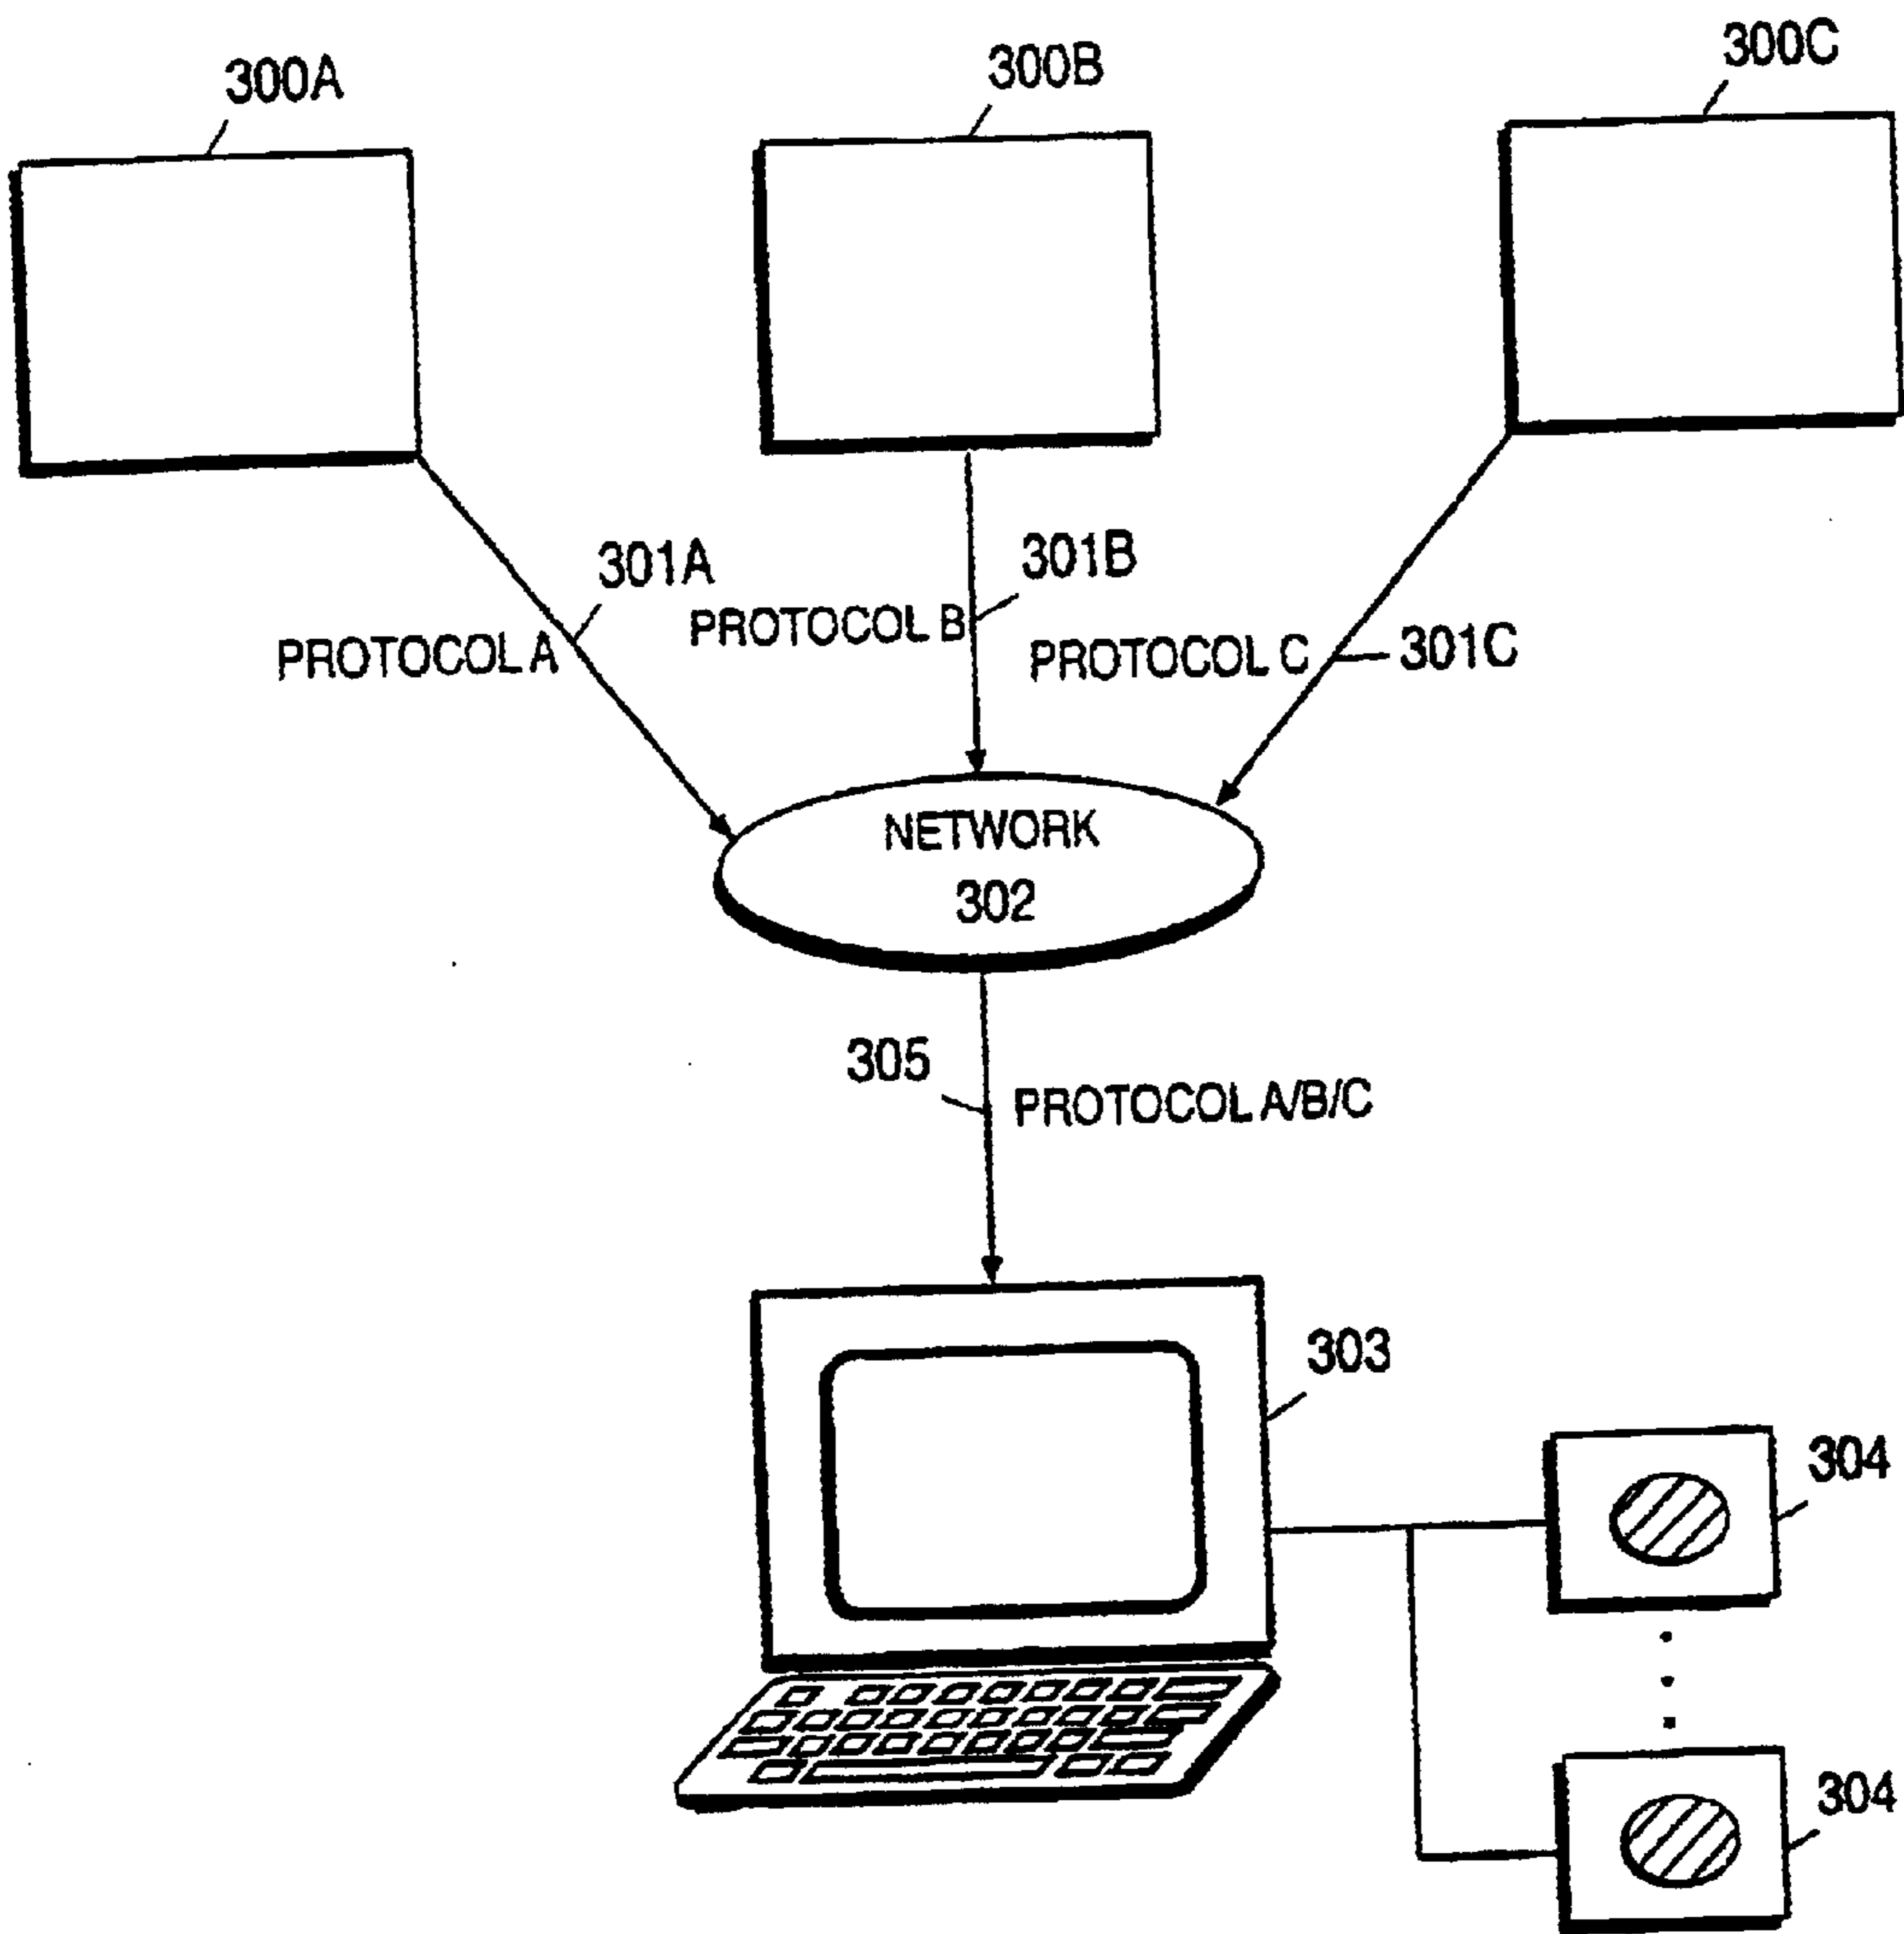 300A
300B
300C
301A
301B
PROTOCOL A
PROTOCOL B
PROTOCOL C
301C
NETWORK
302
305
PROTOCOL A/B/C
303
304
304